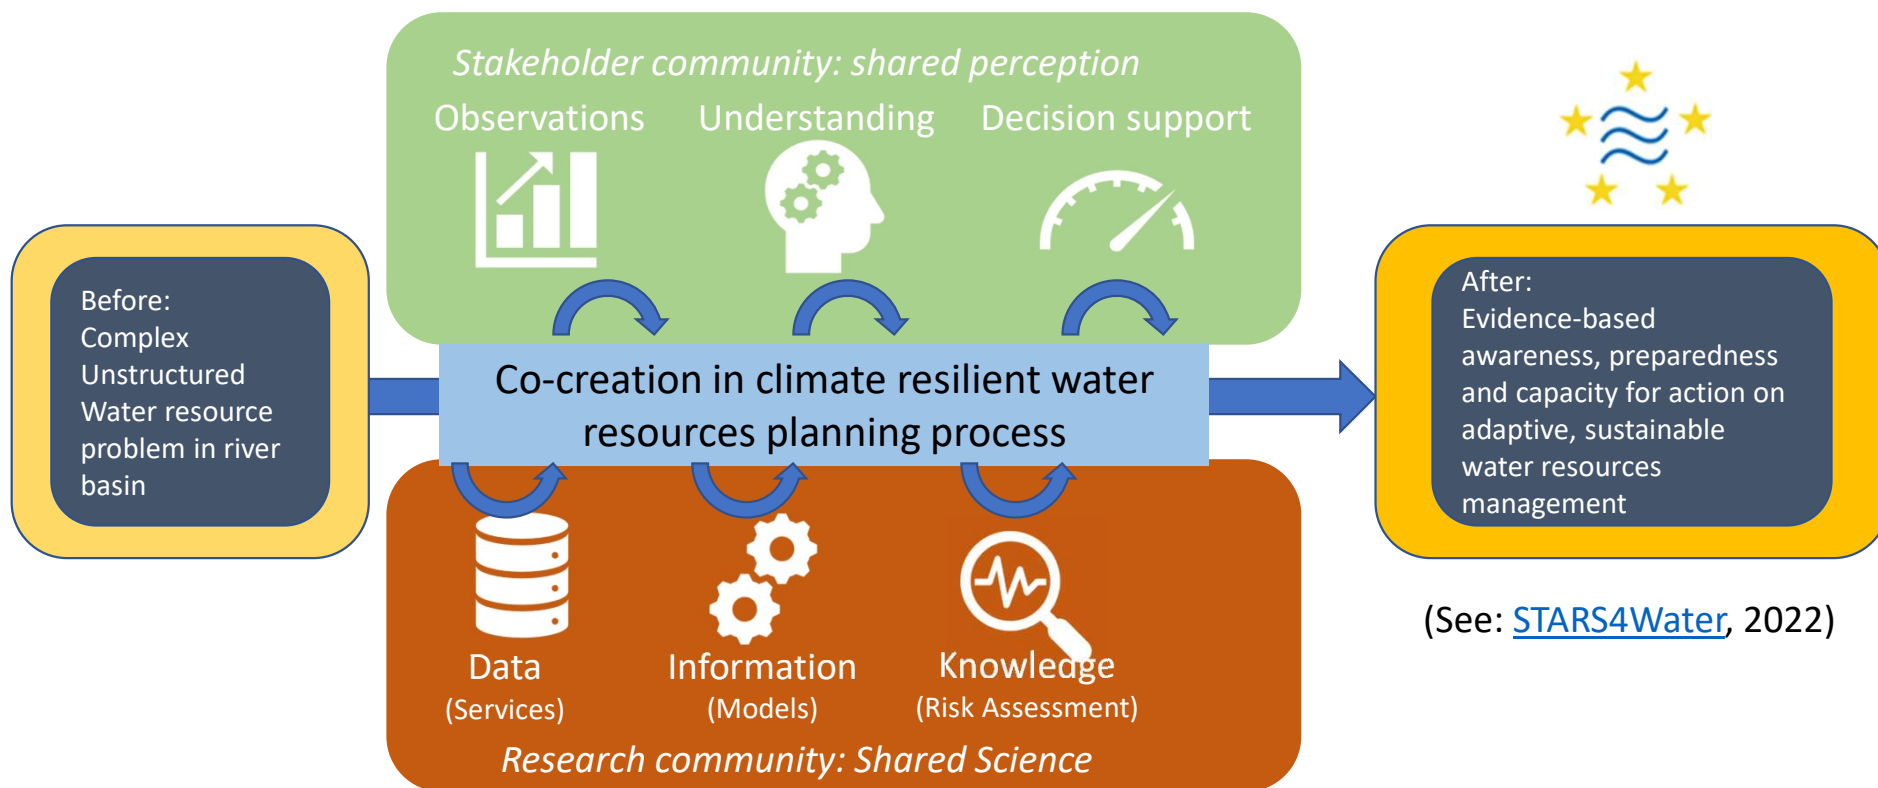 Stakeholder community: shared perception
Observations
Understanding
Decision support
Before:
Complex
Unstructured
Water resource
problem in river
basin
Co-creation in climate resilient water
resources planning process
After:
Evidence-based
awareness, preparedness
and capacity for action on
adaptive, sustainable
water resources
management
Data
(Services)
Information
(Models)
Knowledge
(Risk Assessment)
Research community: Shared Science
(See: STARS4Water, 2022)